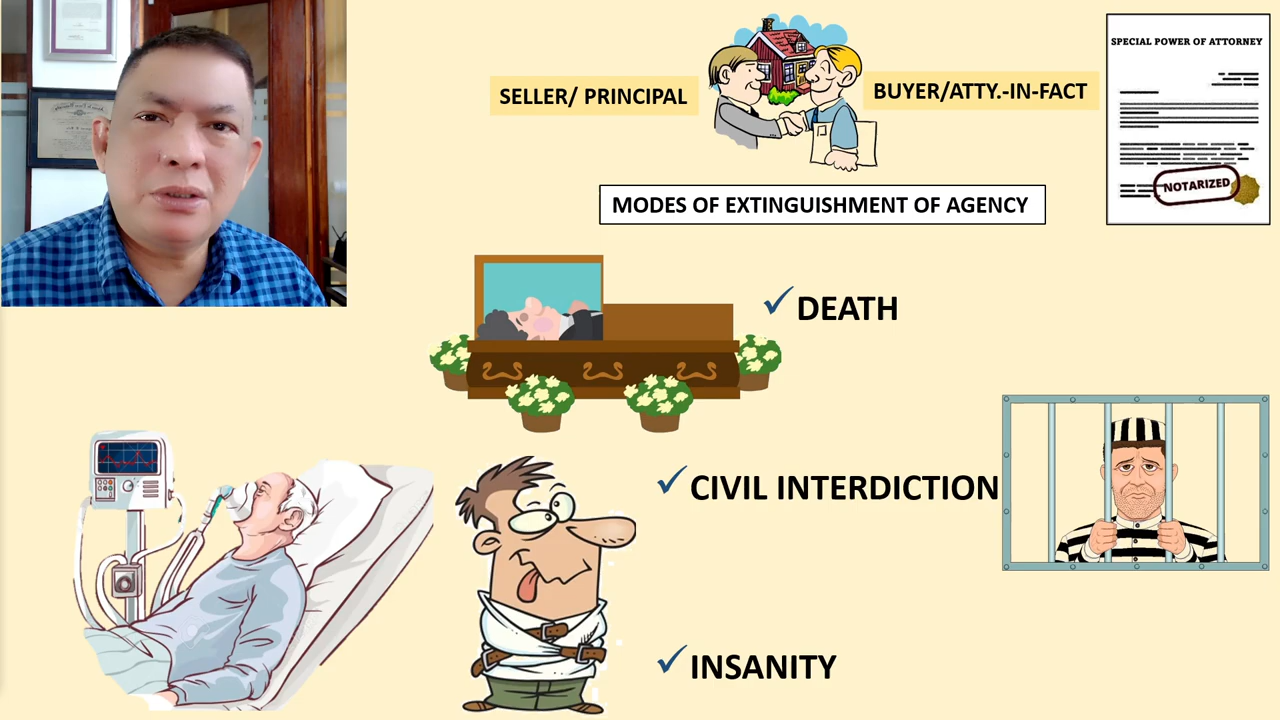 SELLER/ PRINCIPAL
BUYER/ATTY.-IN-FACT
SPECIAL POWER OF ATTORNEY
NOTARIZED
MODES OF EXTINGUISHMENT OF AGENCY
DEATH
CIVIL INTERDICTION
INSANITY